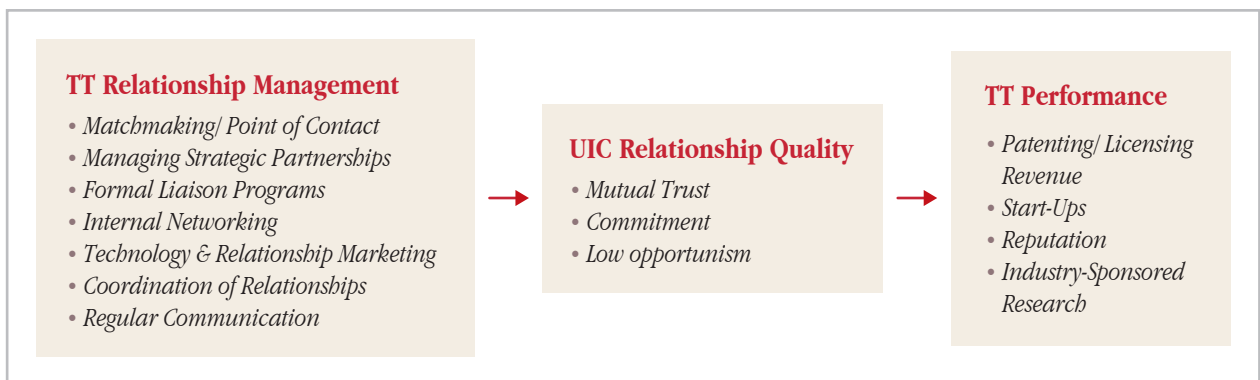 TT Relationship Management
• Matchmaking/ Point of Contact
• Managing Strategic Partnerships
• Formal Liaison Programs
• Internal Networking
• Technology & Relationship Marketing
• Coordination of Relationships
• Regular Communication
UIC Relationship Quality
• Mutual Trust
• Commitment
• Low opportunism
TT Performance
• Patenting/ Licensing
Revenue
• Start-Ups
• Reputation
• Industry-Sponsored
Research